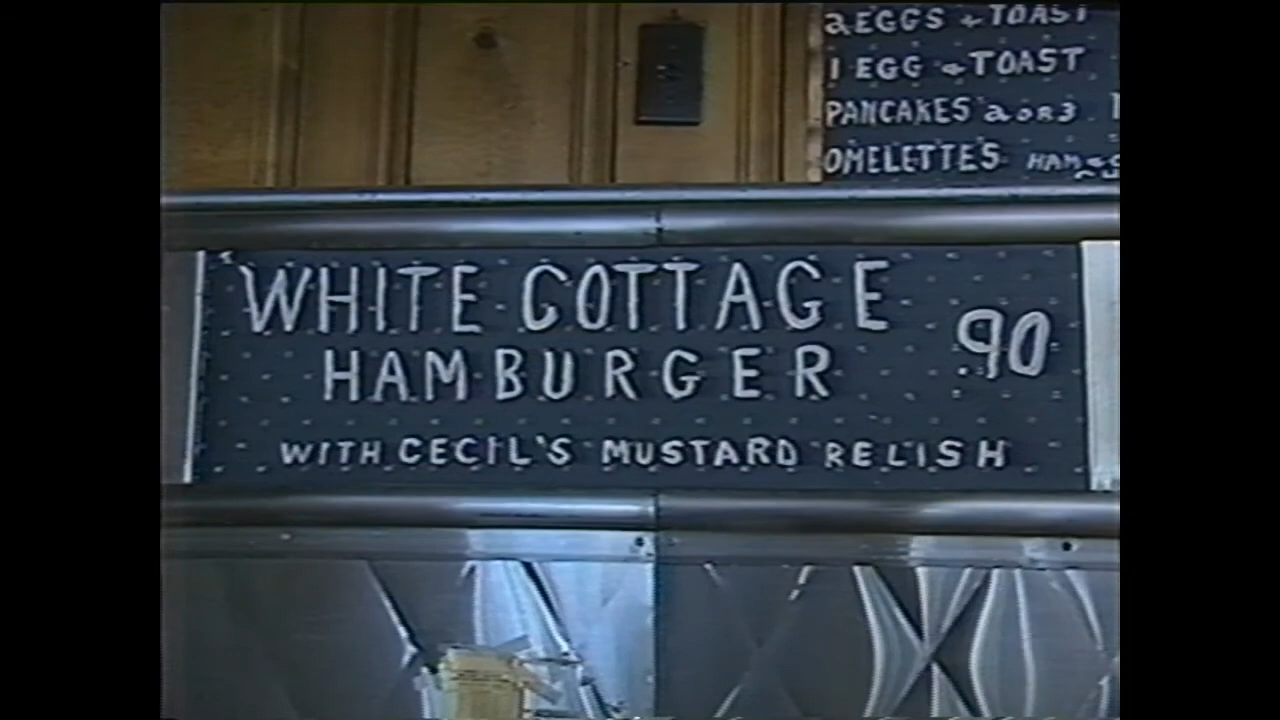 2 EGGS & TOAST
1 EGG & TOAST
PANCAKES 2 OR 3
OMELETTES HAM &
WHITE COTTAGE
HAMBURGER .90
WITH CECIL'S MUSTARD RELISH